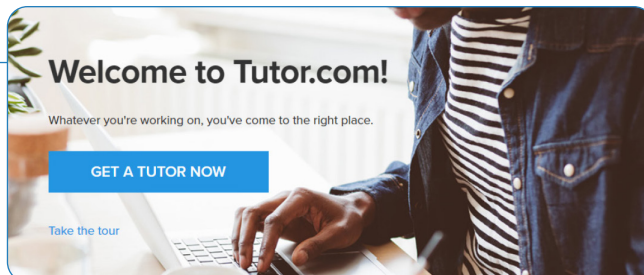 Welcome to Tutor.com!
Whatever you're working on, you've come to the right place.
GET A TUTOR NOW
Take the tour